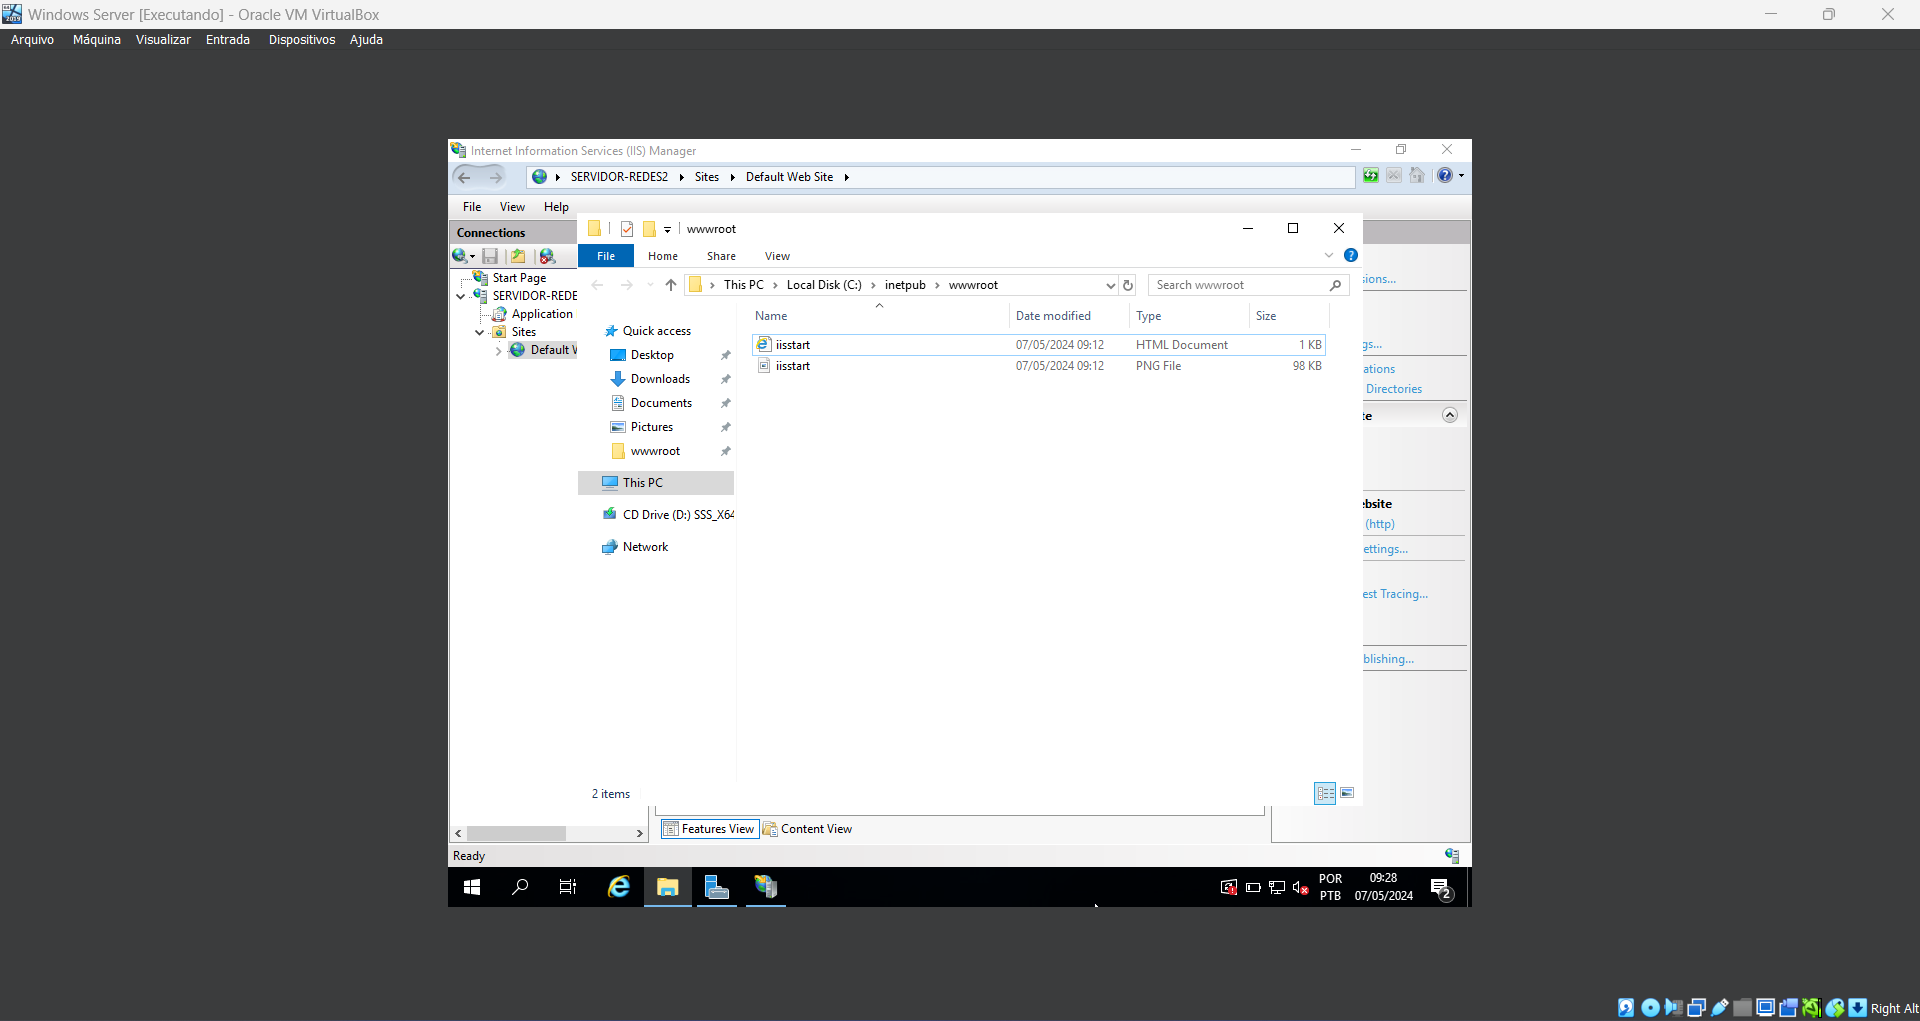 Windows Server [Executando] - Oracle VM VirtualBox
Arquivo Máquina Visualizar Entrada Dispositivos Ajuda
Internet Information Services (IIS) Manager
SERVIDOR-REDES2 Sites Default Web Site
File View Help
Connections
Start Page
SERVIDOR-REDE
Application
Sites
Default W
wwwroot
File Home Share View
This PC Local Disk (C:) inetpub wwwroot
Search wwwroot
Quick access
Desktop
Downloads
Documents
Pictures
wwwroot
This PC
CD Drive (D:) SSS_X64
Network
Name Date modified Type Size
iisstart 07/05/2024 09:12 HTML Document 1 KB
iisstart 07/05/2024 09:12 PNG File 98 KB
2 items
ions...
gs...
ations
Directories
te
ebsite
(http)
ettings...
est Tracing...
blishing...
Features View Content View
Ready
POR
PTB
09:28
07/05/2024
2
Right Alt